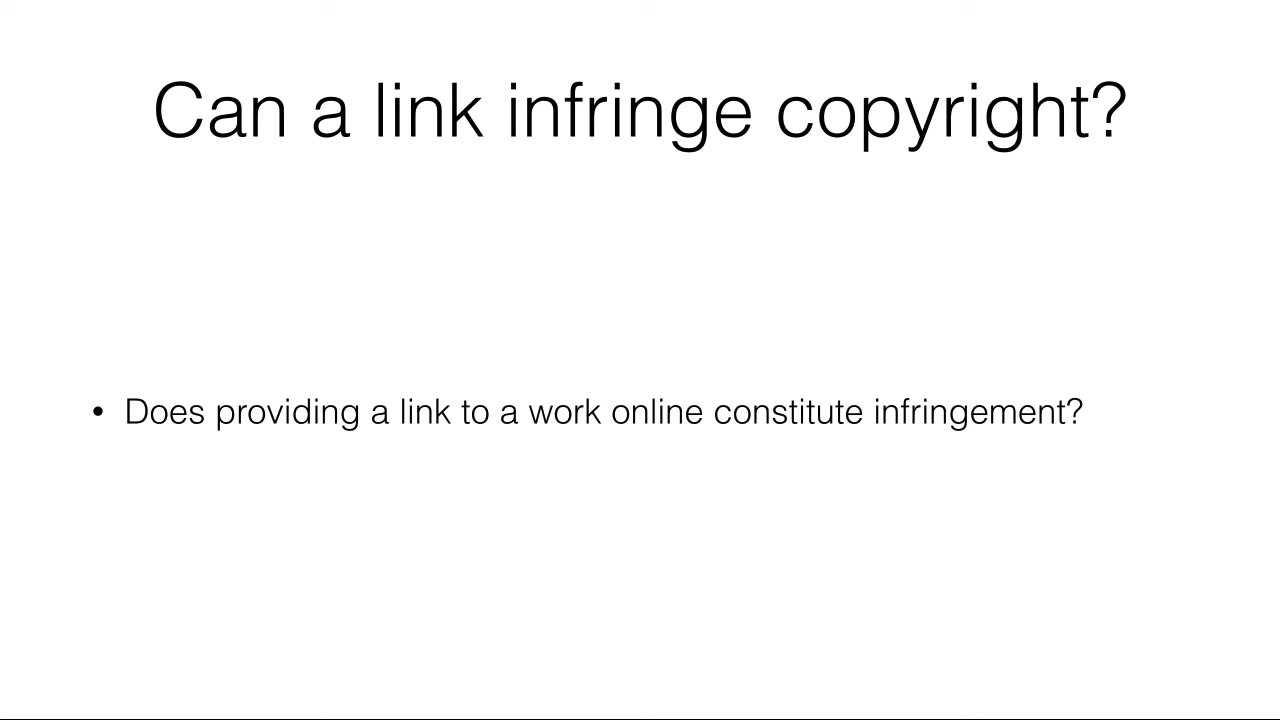 Can a link infringe copyright?
• Does providing a link to a work online constitute infringement?